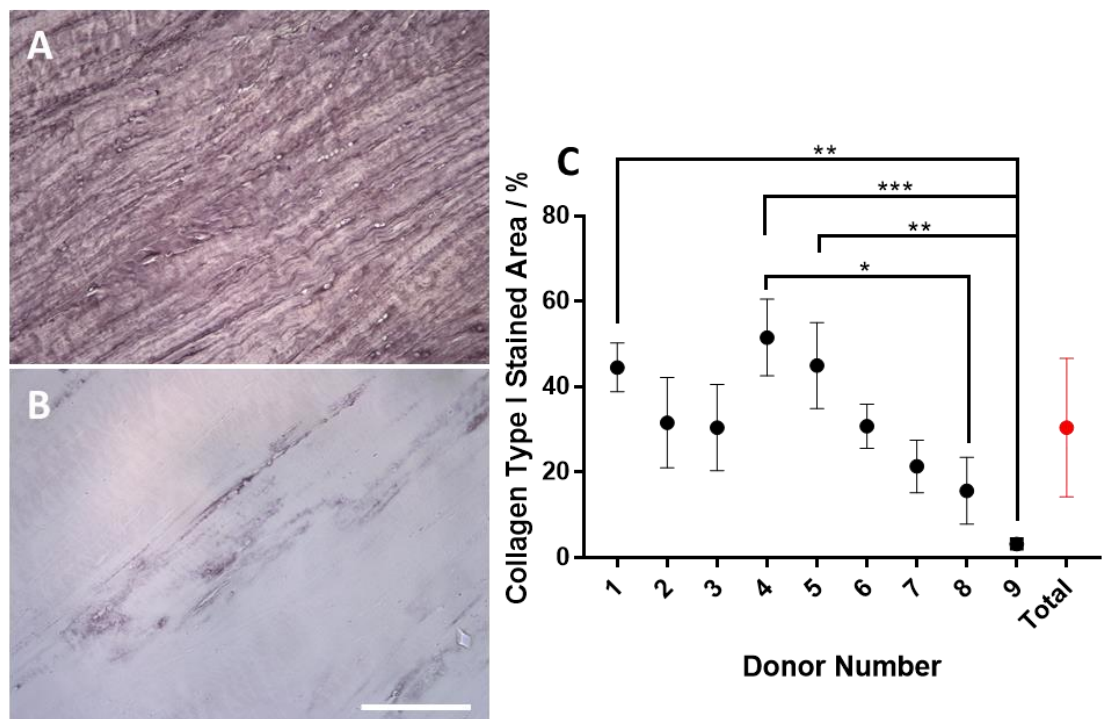 A
B
C
Collagen Type I Stained Area / %
80
60
40
20
0
**
***
**
*
1 2 3 4 5 6 7 8 9 Total
Donor Number